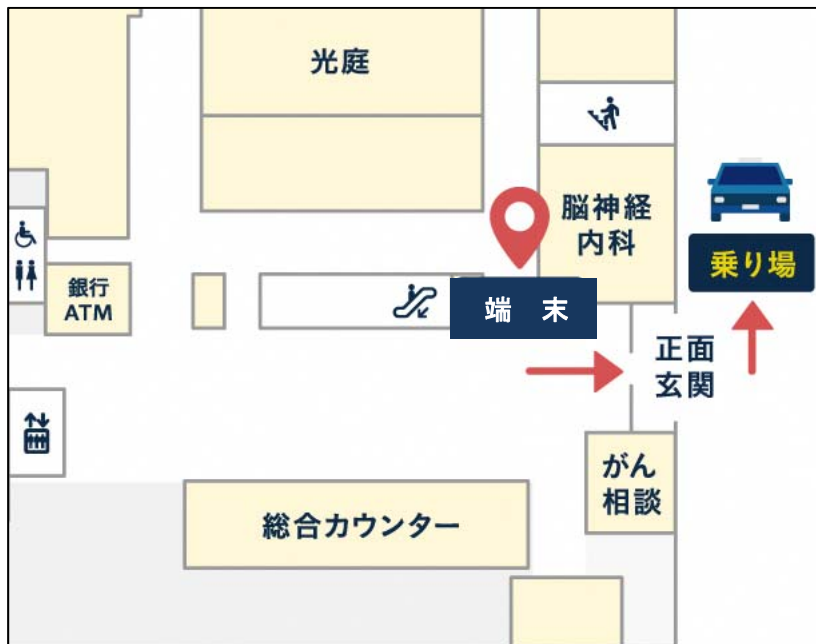 光庭
脳神経
内科
乗り場
銀行
ATM
端 末
正面
玄関
がん
相談
総合カウンター